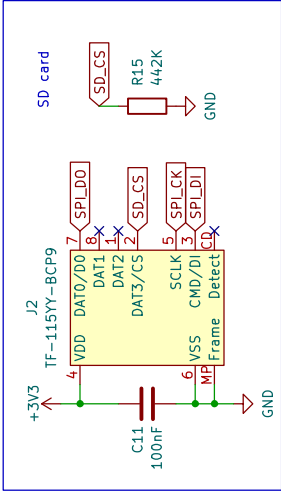 SD card
SD_CS
R15
442K
GND
SPI_DO
SD_CS
SPI_CK
SPI_DI
7
8
1
2
5
3
CD
DAT0/DO
DAT1
DAT2
DAT3/CS
SCLK
CMD/DI
Detect
J2
TF-115YY-BCP9
VDD
VSS
Frame
4
6
MP
+3V3
C11
100nF
GND